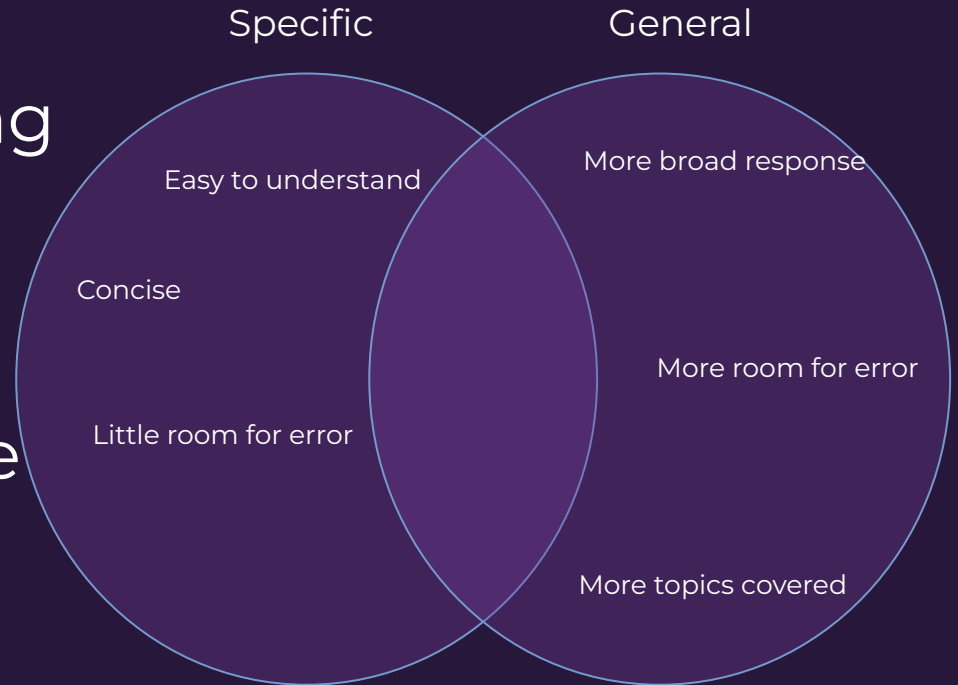 Specific
General
ng
Easy to understand
More broad response
Concise
More room for error
Little room for error
e
More topics covered